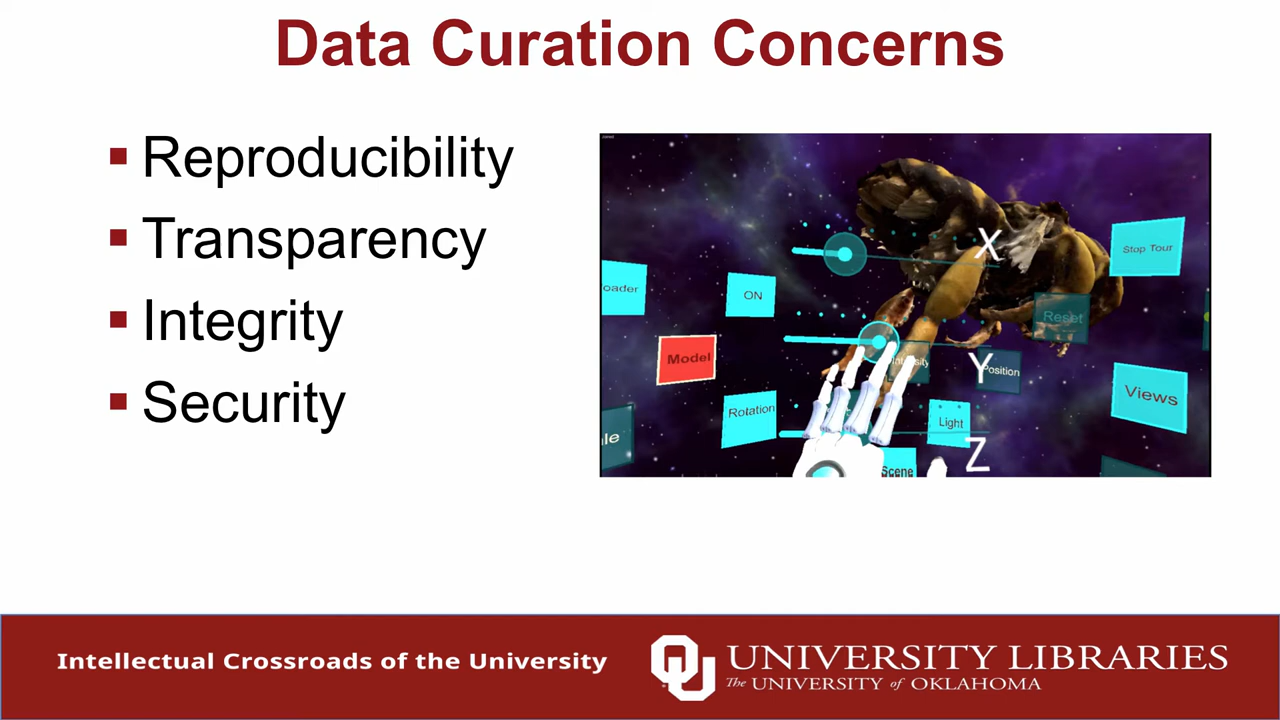 Data Curation Concerns
Reproducibility
Transparency
Integrity
Security
X
Stop Tour
oader
ON
Reset
Model
Y
Position
Views
Rotation
Light
Z
Scene
Intellectual Crossroads of the University
OU
UNIVERSITY LIBRARIES
The UNIVERSITY of OKLAHOMA